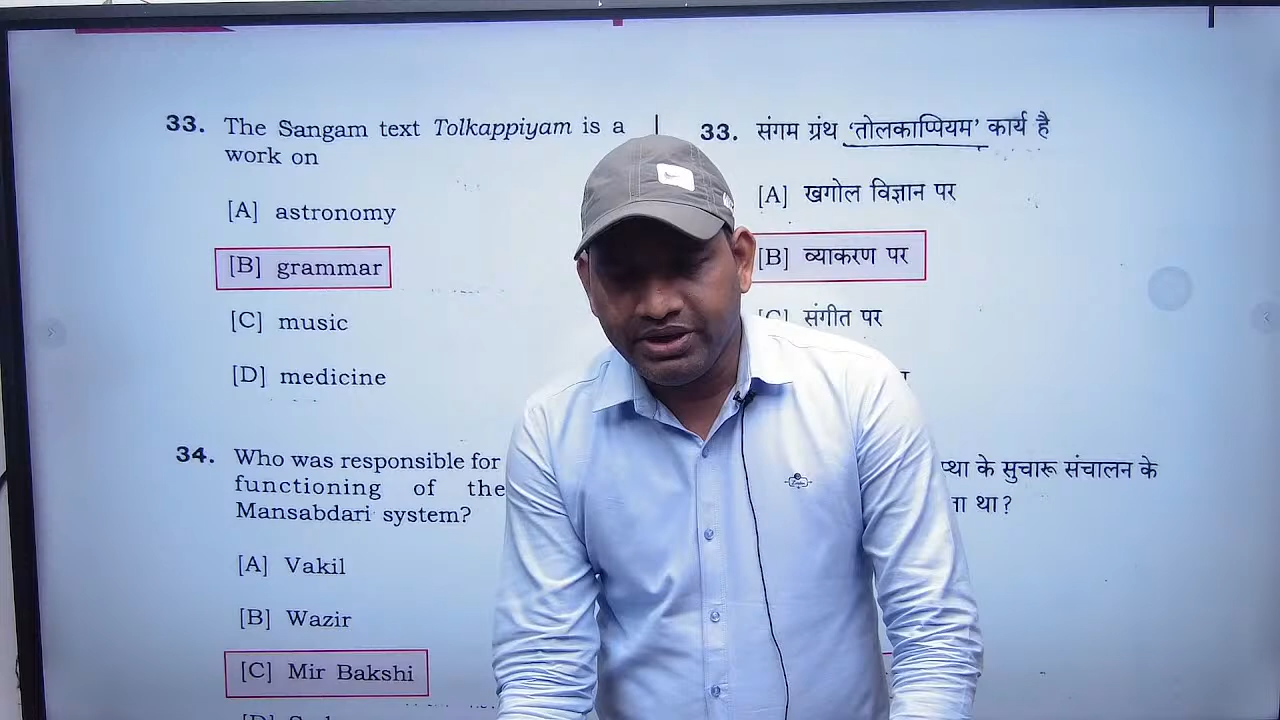 33. The Sangam text Tolkappiyam is a
work on
[A] astronomy
[B] grammar
[C] music
[D] medicine
34. Who was responsible for
functioning of the
Mansabdari system?
[A] Vakil
[B] Wazir
[C] Mir Bakshi
33. संगम ग्रंथ ‘तोलकाप्पियम’ कार्य है
[A] खगोल विज्ञान पर
[B] व्याकरण पर
[C] संगीत पर
के सुचारू संचालन के
था?